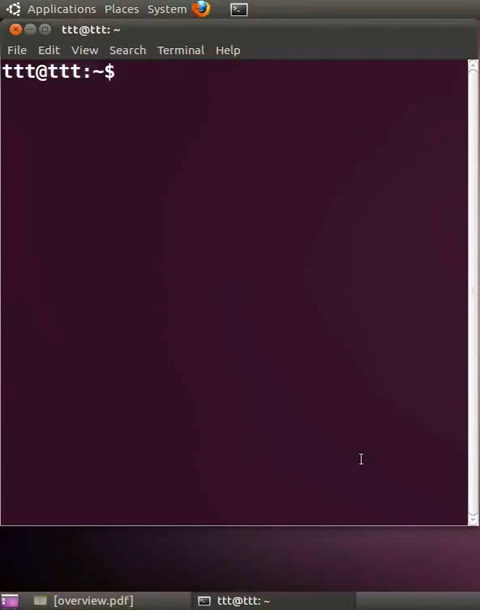 Applications Places System
ttt@ttt: ~
File Edit View Search Terminal Help
ttt@ttt:~$
[overview.pdf] ttt@ttt: ~